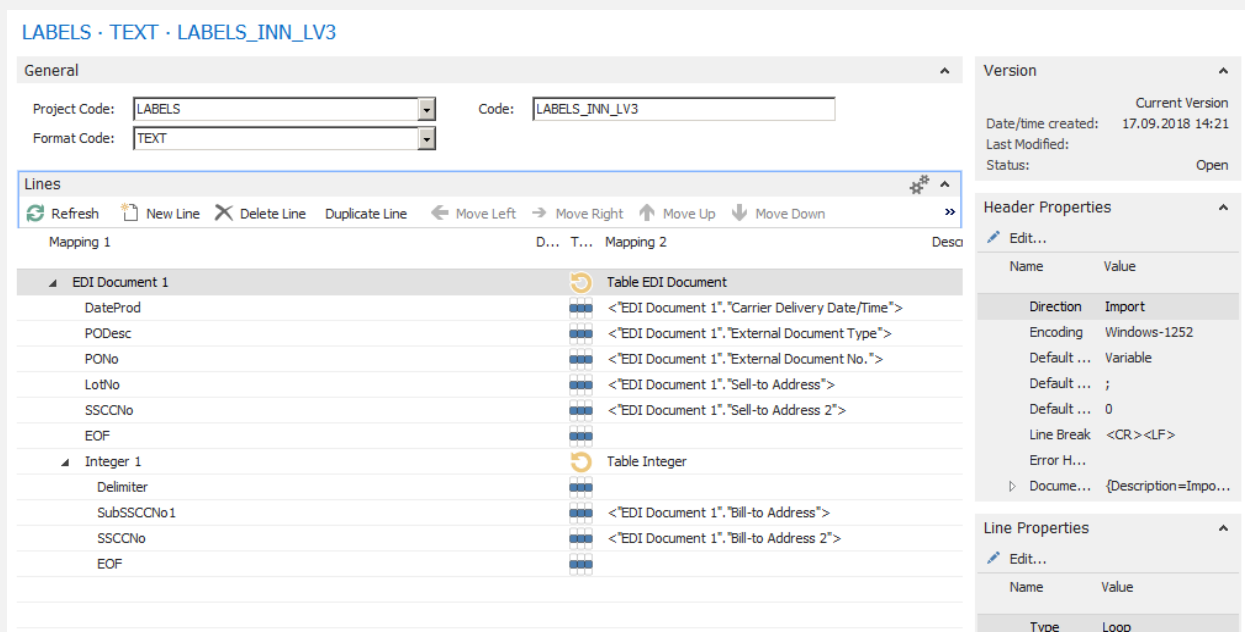 LABELS · TEXT · LABELS_INN_LV3
General
Project Code: LABELS
Code: LABELS_INN_LV3
Format Code: TEXT
Lines
Refresh New Line Delete Line Duplicate Line Move Left Move Right Move Up Move Down »
Mapping 1 D... T... Mapping 2 Descr
EDI Document 1 Table EDI Document
DateProd <"EDI Document 1"."Carrier Delivery Date/Time">
PODesc <"EDI Document 1"."External Document Type">
PONo <"EDI Document 1"."External Document No.">
LotNo <"EDI Document 1"."Sell-to Address">
SSCCNo <"EDI Document 1"."Sell-to Address 2">
EOF
Integer 1 Table Integer
Delimiter
SubSSCCNo1 <"EDI Document 1"."Bill-to Address">
SSCCNo <"EDI Document 1"."Bill-to Address 2">
EOF
Version
Current Version
Date/time created: 17.09.2018 14:21
Last Modified:
Status: Open
Header Properties
Edit...
Name Value
Direction Import
Encoding Windows-1252
Default ... Variable
Default ... ;
Default ... 0
Line Break <CR><LF>
Error H...
Docume... {Description=Impo...
Line Properties
Edit...
Name Value
Type Loop